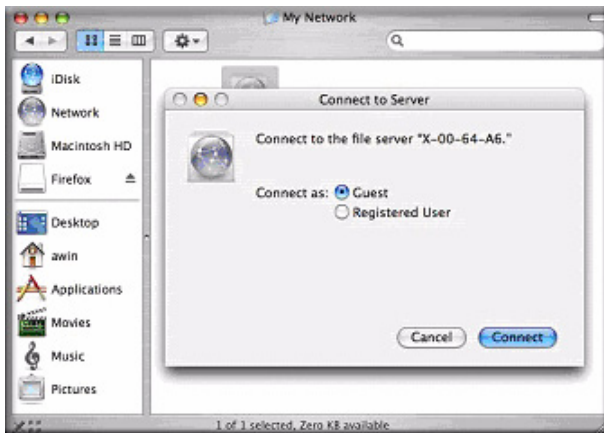 My Network
iDisk
Network
Macintosh HD
Firefox
Desktop
awin
Applications
Movies
Music
Pictures
Connect to Server
Connect to the file server "X-00-64-A6."
Connect as: Guest
Registered User
Cancel Connect
1 of 1 selected, Zero KB available